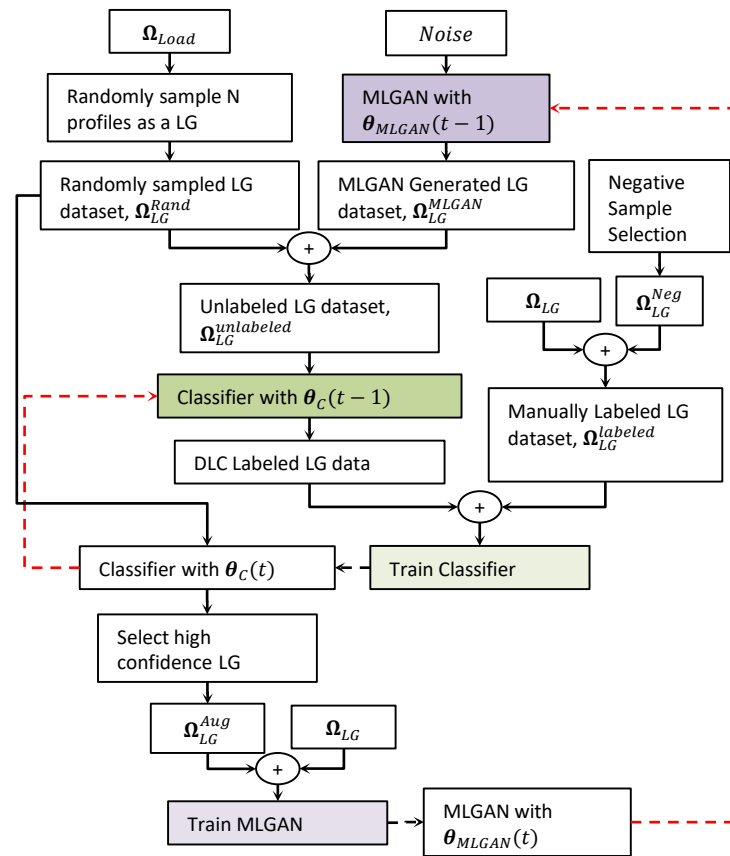 Ω_Load
Noise
Randomly sample N
profiles as a LG
MLGAN with
θ_MLGAN(t − 1)
Randomly sampled LG
dataset, Ω_LG^Rand
MLGAN Generated LG
dataset, Ω_LG^MLGAN
Negative
Sample
Selection
+
Unlabeled LG dataset,
Ω_LG^unlabeled
Ω_LG
Ω_LG^Neg
+
Classifier with θ_C(t − 1)
Manually Labeled LG
dataset, Ω_LG^labeled
DLC Labeled LG data
+
Classifier with θ_C(t)
Train Classifier
Select high
confidence LG
Ω_LG^Aug
Ω_LG
+
Train MLGAN
MLGAN with
θ_MLGAN(t)